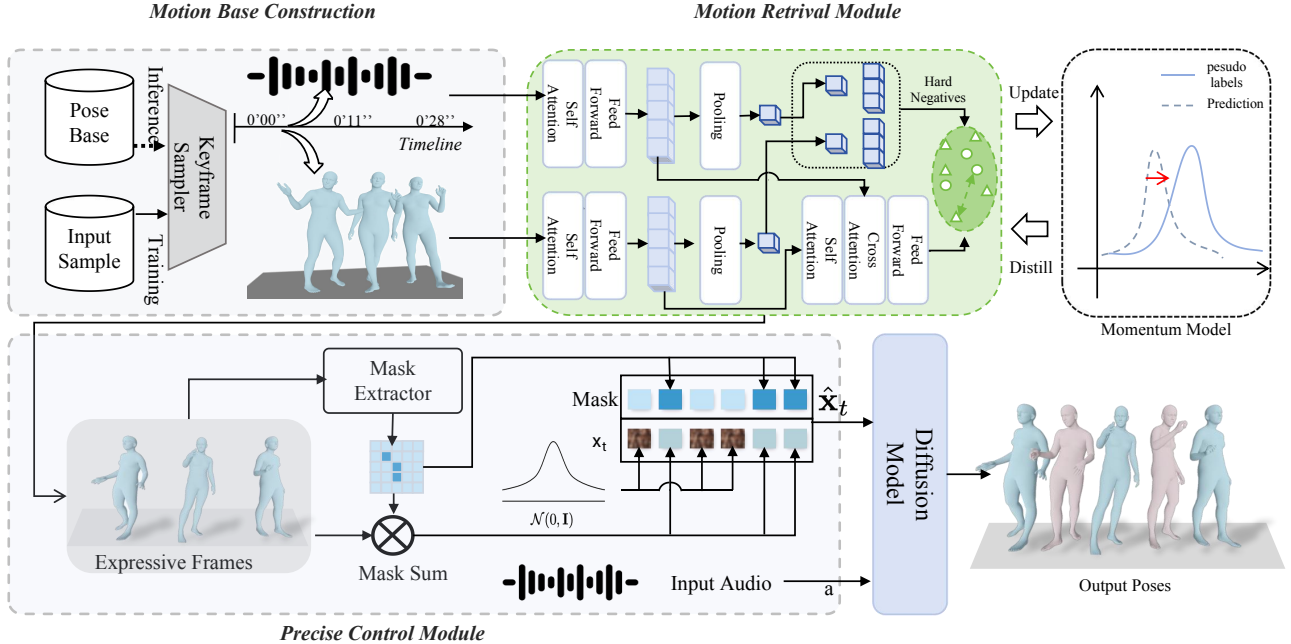 Motion Base Construction
Motion Retrival Module
Pose
Base
Inference
Input
Sample
Training
Keyframe
Sampler
0'00''
0'11''
0'28''
Timeline
Self
Attention
Feed
Forward
Pooling
Self
Attention
Feed
Forward
Pooling
Hard
Negatives
Self
Attention
Cross
Attention
Feed
Forward
Update
Distill
pesudo
labels
Prediction
Momentum Model
Mask
Extractor
Expressive Frames
Mask Sum
N(0, I)
Mask
x_t
x̂_t
Input Audio
a
Diffusion
Model
Output Poses
Precise Control Module